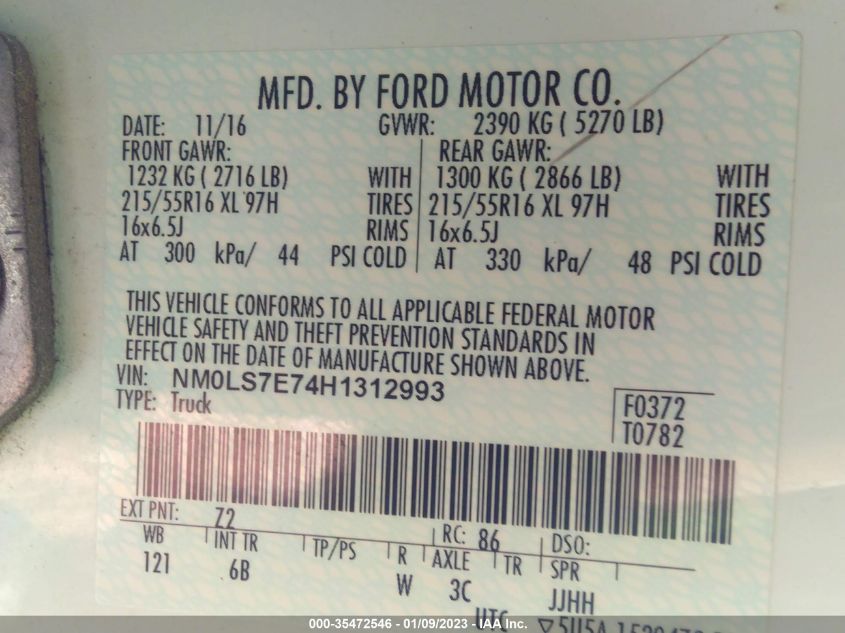 MFD. BY FORD MOTOR CO.
DATE: 11/16 GVWR: 2390 KG ( 5270 LB)
FRONT GAWR: REAR GAWR:
1232 KG ( 2716 LB) WITH 1300 KG ( 2866 LB) WITH
215/55R16 XL 97H TIRES 215/55R16 XL 97H TIRES
16x6.5J RIMS 16x6.5J RIMS
AT 300 kPa/ 44 PSI COLD AT 330 kPa/ 48 PSI COLD
THIS VEHICLE CONFORMS TO ALL APPLICABLE FEDERAL MOTOR
VEHICLE SAFETY AND THEFT PREVENTION STANDARDS IN
EFFECT ON THE DATE OF MANUFACTURE SHOWN ABOVE.
VIN: NM0LS7E74H1312993
TYPE: Truck F0372
T0782
EXT PNT: Z2 RC: 86 DSO:
WB INT TR TP/PS R AXLE TR SPR
121 6B W 3C JJHH
UTC ▽5U5A
000-35472546 - 01/09/2023 - IAA Inc.